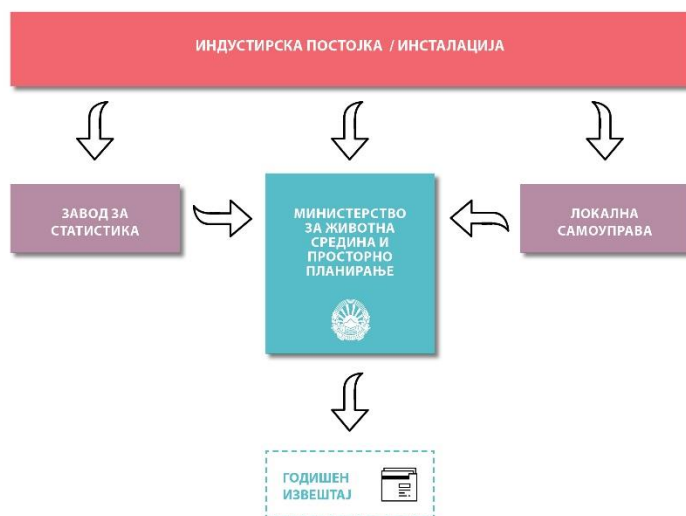 ИНДУСТИРСКА ПОСТОЈКА / ИНСТАЛАЦИЈА
ЗАВОД ЗА
СТАТИСТИКА
МИНИСТЕРСТВО
ЗА ЖИВОТНА
СРЕДИНА И
ПРОСТОРНО
ПЛАНИРАЊЕ
ЛОКАЛНА
САМОУПРАВА
ГОДИШЕН
ИЗВЕШТАЈ